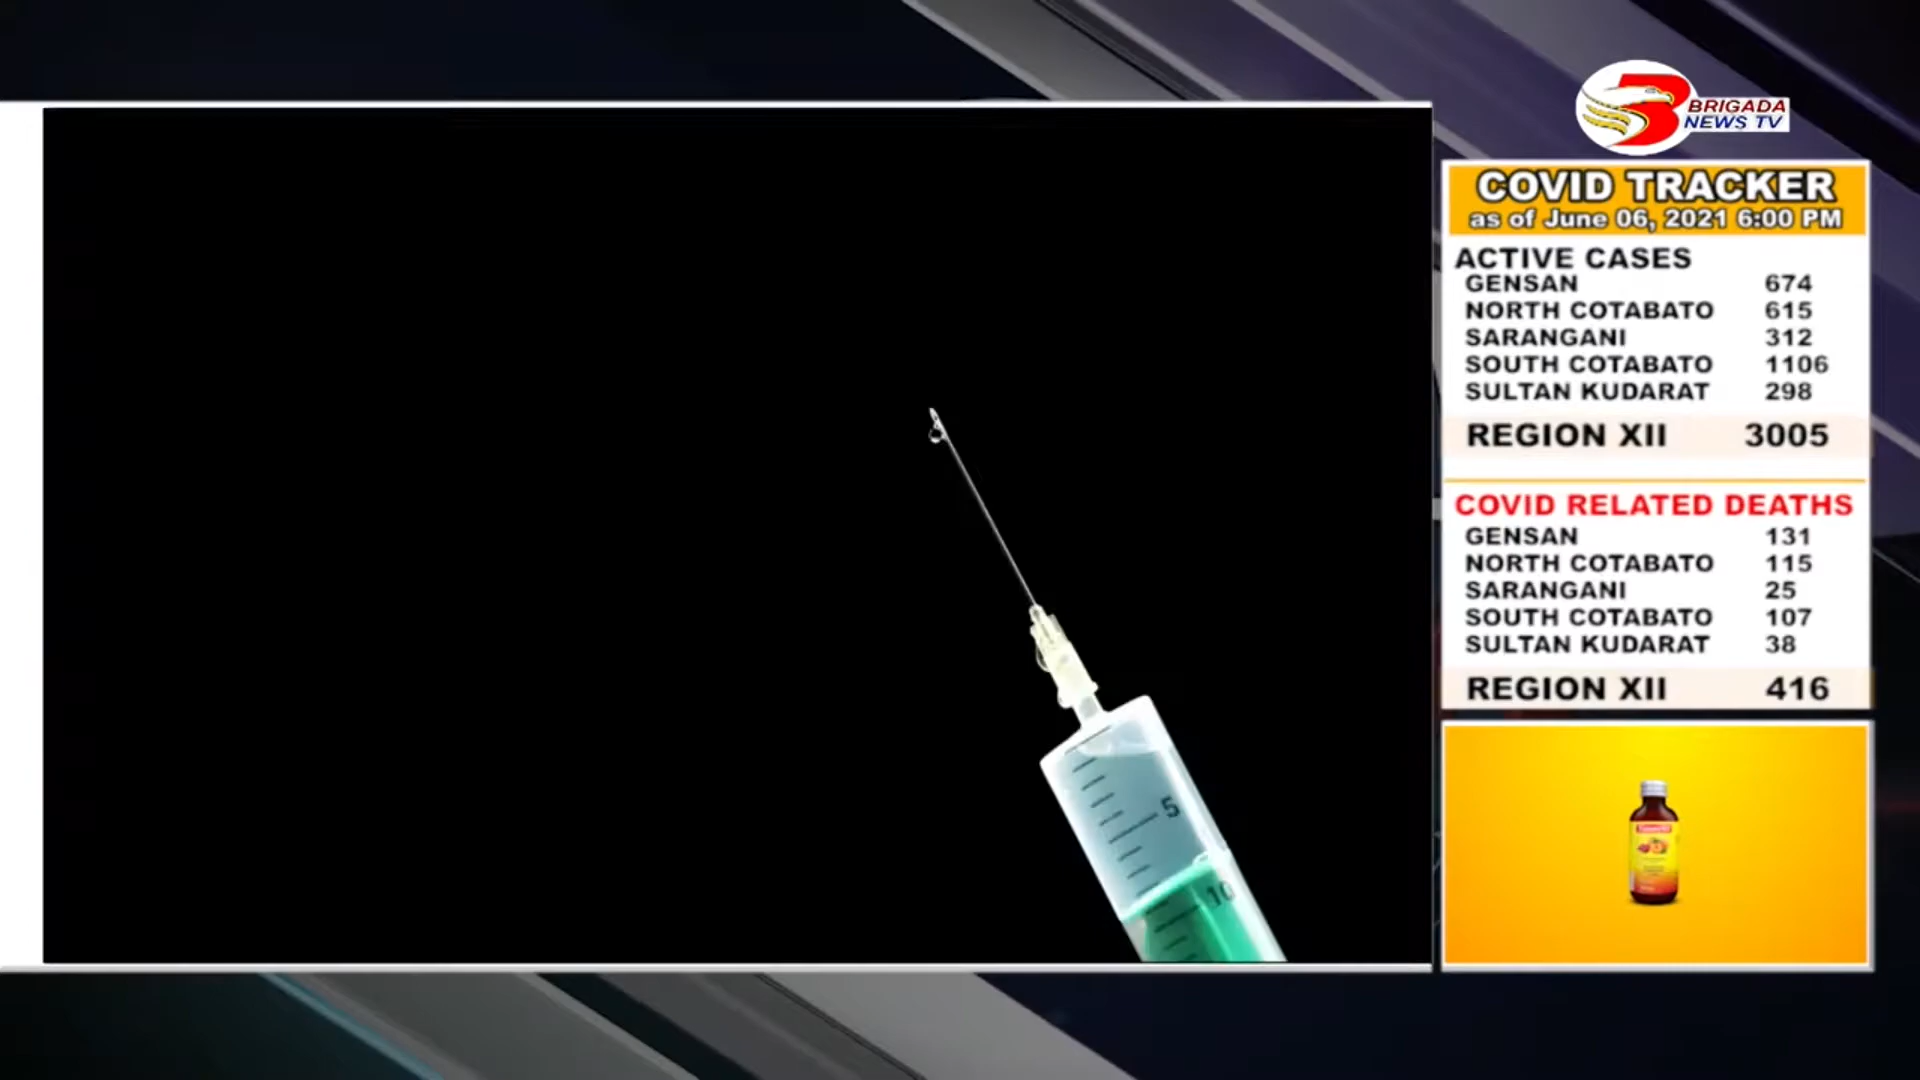 BRIGADA
NEWS TV
COVID TRACKER
as of June 06, 2021 6:00 PM
ACTIVE CASES
GENSAN 674
NORTH COTABATO 615
SARANGANI 312
SOUTH COTABATO 1106
SULTAN KUDARAT 298
REGION XII 3005
COVID RELATED DEATHS
GENSAN 131
NORTH COTABATO 115
SARANGANI 25
SOUTH COTABATO 107
SULTAN KUDARAT 38
REGION XII 416
5
10